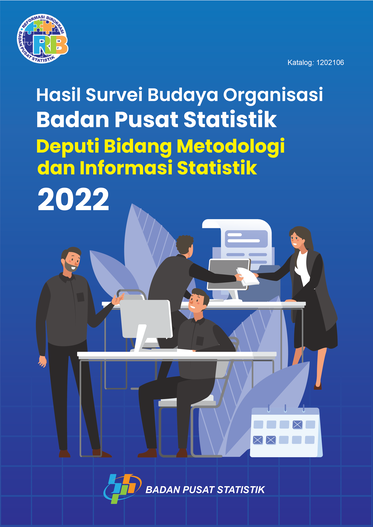 RB
Katalog: 1202106
Hasil Survei Budaya Organisasi
Badan Pusat Statistik
Deputi Bidang Metodologi
dan Informasi Statistik
2022
BADAN PUSAT STATISTIK